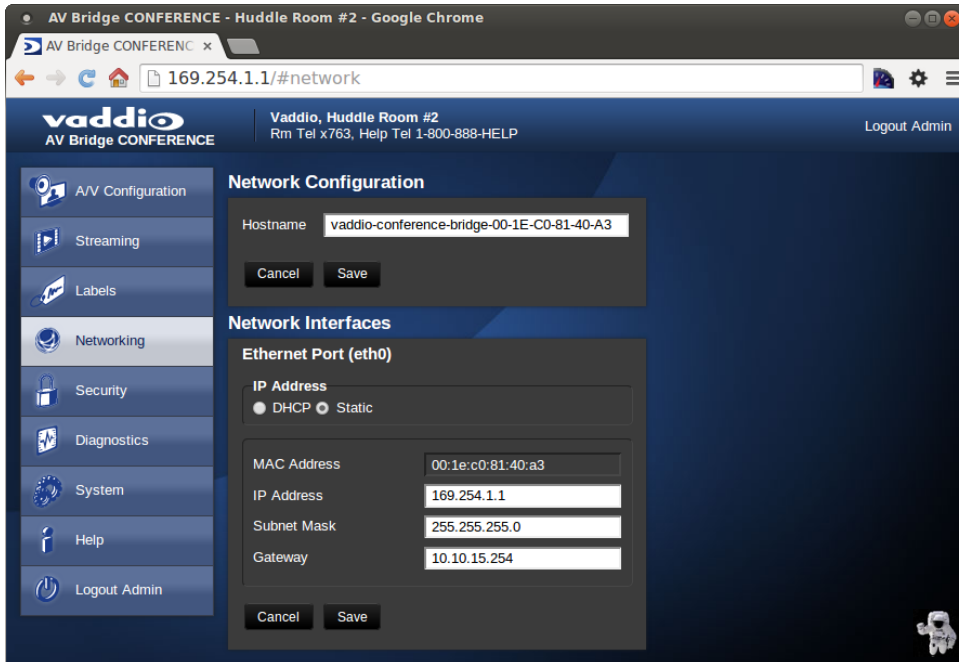 AV Bridge CONFERENCE - Huddle Room #2 - Google Chrome
AV Bridge CONFERENC
169.254.1.1/#network
vaddio
AV Bridge CONFERENCE
Vaddio, Huddle Room #2
Rm Tel x763, Help Tel 1-800-888-HELP
Logout Admin
A/V Configuration
Streaming
Labels
Networking
Security
Diagnostics
System
Help
Logout Admin
Network Configuration
Hostname vaddio-conference-bridge-00-1E-C0-81-40-A3
Cancel Save
Network Interfaces
Ethernet Port (eth0)
IP Address
DHCP Static
MAC Address 00:1e:c0:81:40:a3
IP Address 169.254.1.1
Subnet Mask 255.255.255.0
Gateway 10.10.15.254
Cancel Save